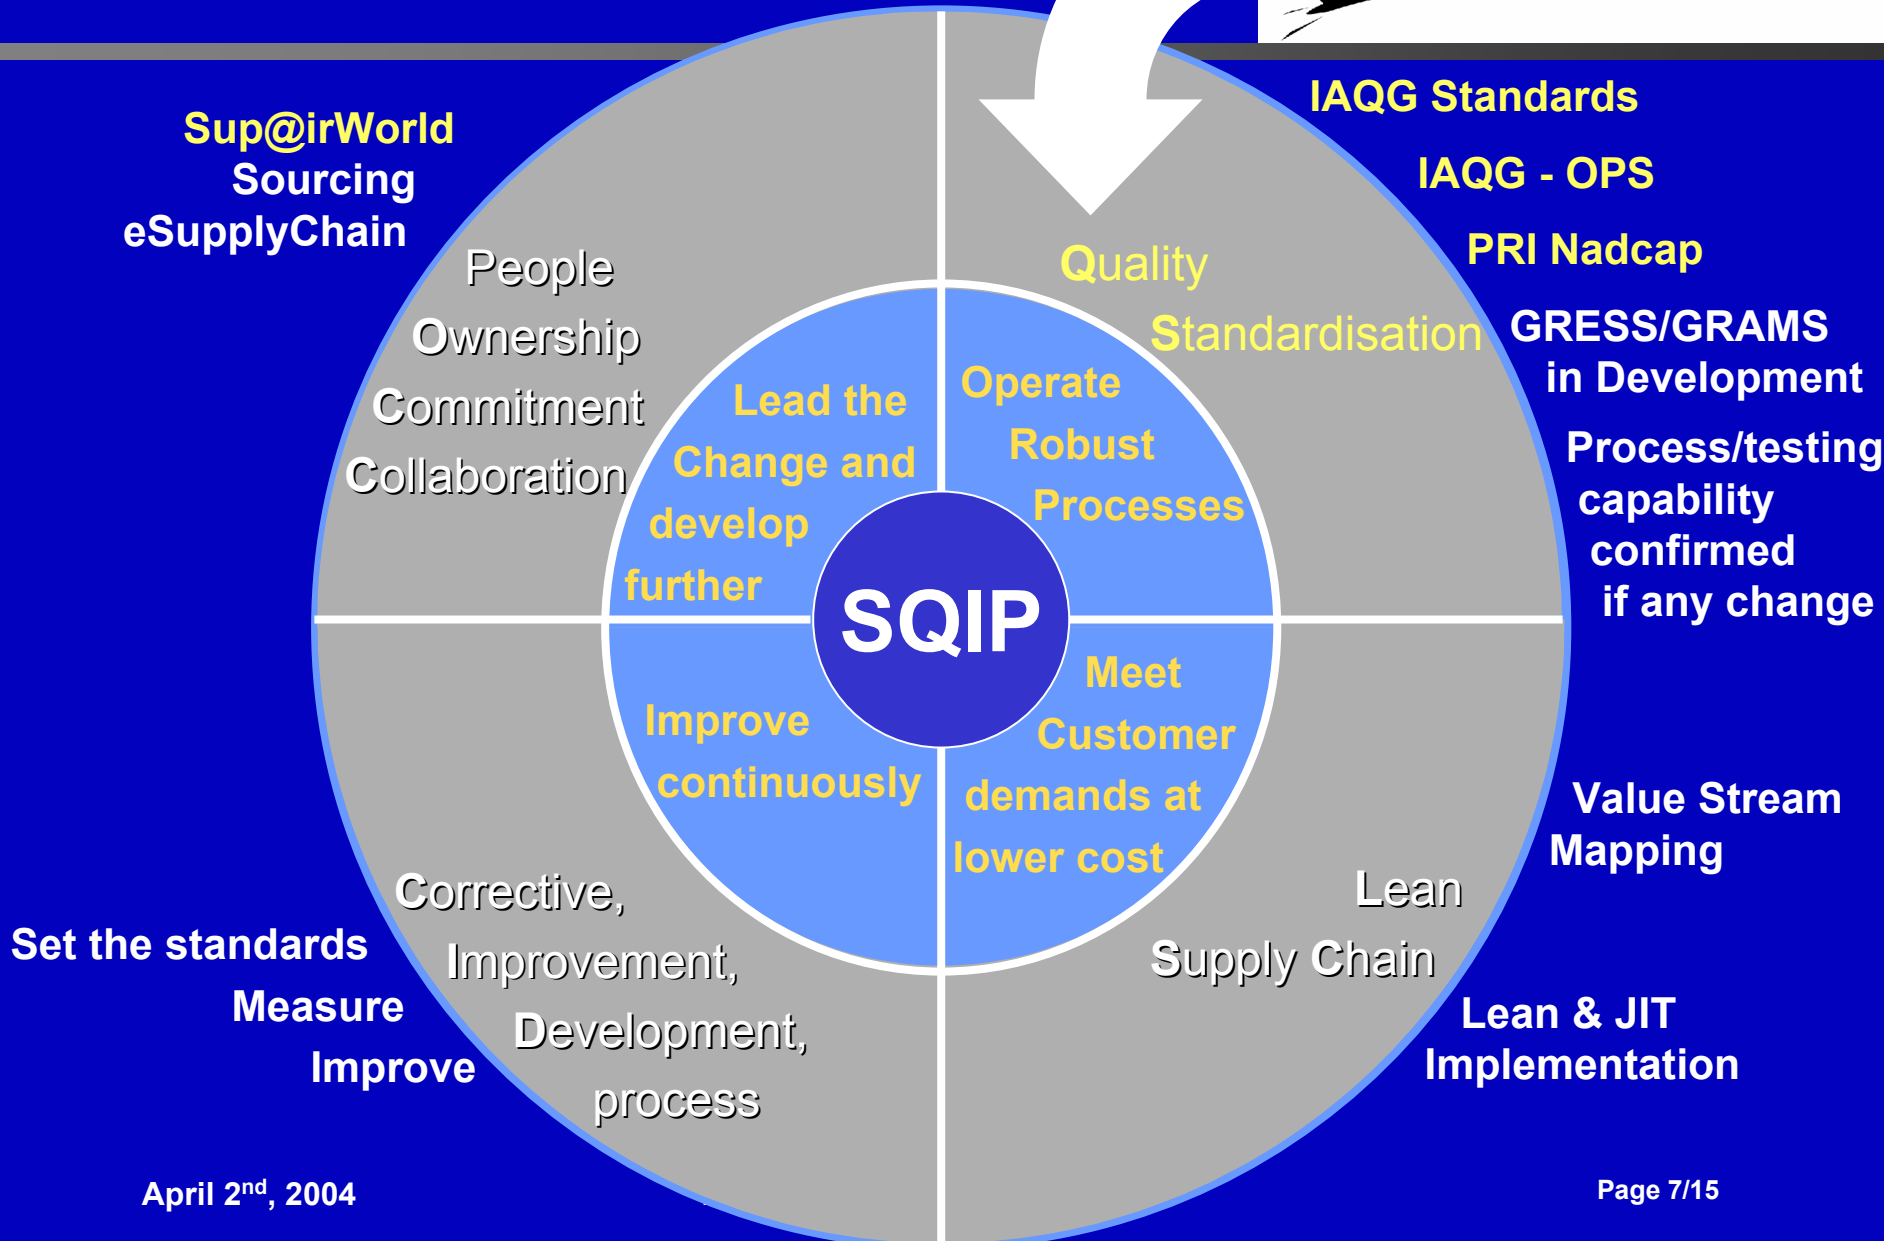 Sup@irWorld
Sourcing
eSupplyChain
People
Ownership
Commitment
Collaboration
Quality
Standardisation
IAQG Standards
IAQG - OPS
PRI Nadcap
GRESS/GRAMS
in Development
Process/testing
capability
confirmed
if any change
Lead the
Change and
develop
further
Operate
Robust
Processes
SQIP
Improve
continuously
Meet
Customer
demands at
lower cost
Corrective,
Improvement,
Development,
process
Set the standards
Measure
Improve
Lean
Supply Chain
Value Stream
Mapping
Lean & JIT
Implementation
April 2nd, 2004
Page 7/15